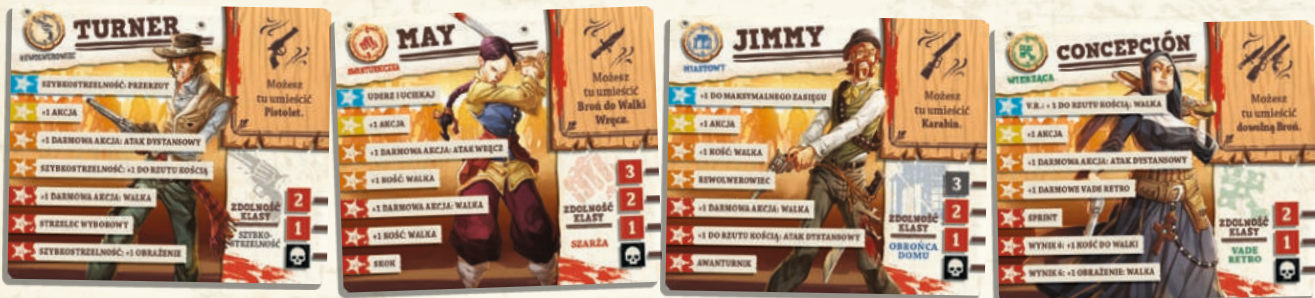 TURNER
REWOLWEROWIEC
SZYBKOSTRZELNOŚĆ: PRZERZUT
+1 AKCJA
+1 DARMOWA AKCJA: ATAK DYSTANSOWY
SZYBKOSTRZELNOŚĆ: +1 DO RZUTU KOŚCIĄ
+1 DARMOWA AKCJA: WALKA
STRZELEC WYBOROWY
SZYBKOSTRZELNOŚĆ: +1 OBRAŻENIE
Możesz
tu umieścić
Pistolet.
ZDOLNOŚĆ
KLASY
SZYBKO-
STRZELNOŚĆ
2
1
MAY
AWANTURNICZKA
UDERZ I UCIEKAJ
+1 AKCJA
+1 DARMOWA AKCJA: ATAK WRĘCZ
+1 KOŚĆ: WALKA
+1 DARMOWA AKCJA: WALKA
+1 KOŚĆ: WALKA
SKOK
Możesz
tu umieścić
Broń do Walki
Wręcz.
ZDOLNOŚĆ
KLASY
SZARŻA
3
2
1
JIMMY
MIASTOWY
+1 DO MAKSYMALNEGO ZASIĘGU
+1 AKCJA
+1 KOŚĆ: WALKA
REWOLWEROWIEC
+1 DARMOWA AKCJA: WALKA
+1 DO RZUTU KOŚCIĄ: ATAK DYSTANSOWY
AWANTURNIK
Możesz
tu umieścić
Karabin.
ZDOLNOŚĆ
KLASY
OBROŃCA
DOMU
3
2
1
CONCEPCIÓN
WIERZĄCA
V.R.: + 1 DO RZUTU KOŚCIĄ: WALKA
+1 AKCJA
+1 DARMOWA AKCJA: ATAK DYSTANSOWY
+1 DARMOWE VADE RETRO
SPRINT
WYNIK 6: +1 KOŚĆ DO WALKI
WYNIK 6: +1 OBRAŻENIE: WALKA
Możesz
tu umieścić
dowolną Broń.
ZDOLNOŚĆ
KLASY
VADE
RETRO
2
1